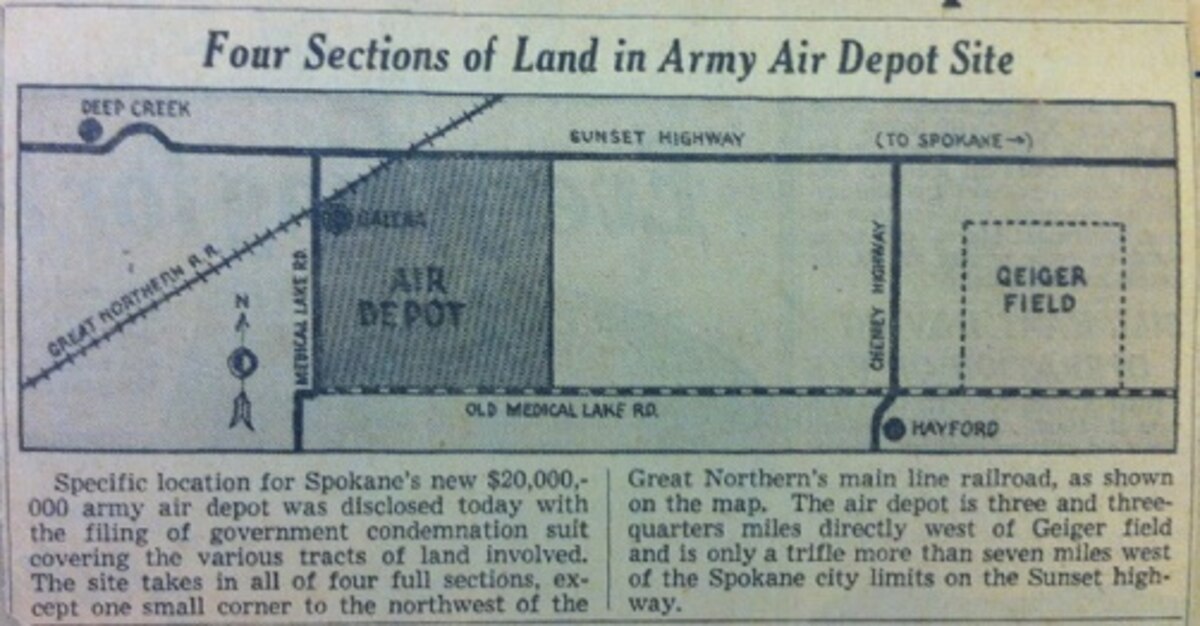 Four Sections of Land in Army Air Depot Site
DEEP CREEK
SUNSET HIGHWAY
(TO SPOKANE→)
GALENA
GREAT NORTHERN R.R.
N
MEDICAL LAKE RD.
AIR
DEPOT
CHENEY HIGHWAY
GEIGER
FIELD
OLD MEDICAL LAKE RD.
HAYFORD
Specific location for Spokane's new $20,000,-
000 army air depot was disclosed today with
the filing of government condemnation suit
covering the various tracts of land involved.
The site takes in all of four full sections, ex-
cept one small corner to the northwest of the
Great Northern's main line railroad, as shown
on the map. The air depot is three and three-
quarters miles directly west of Geiger field
and is only a trifle more than seven miles west
of the Spokane city limits on the Sunset high-
way.